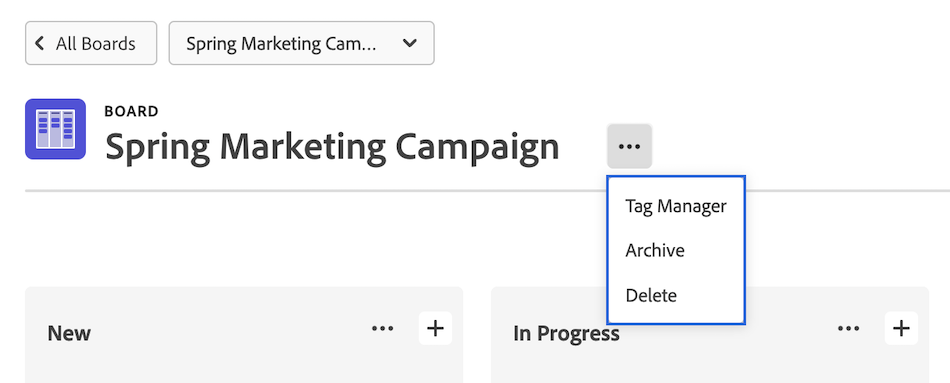 All Boards
Spring Marketing Cam...
BOARD
Spring Marketing Campaign
Tag Manager
Archive
Delete
New
In Progress